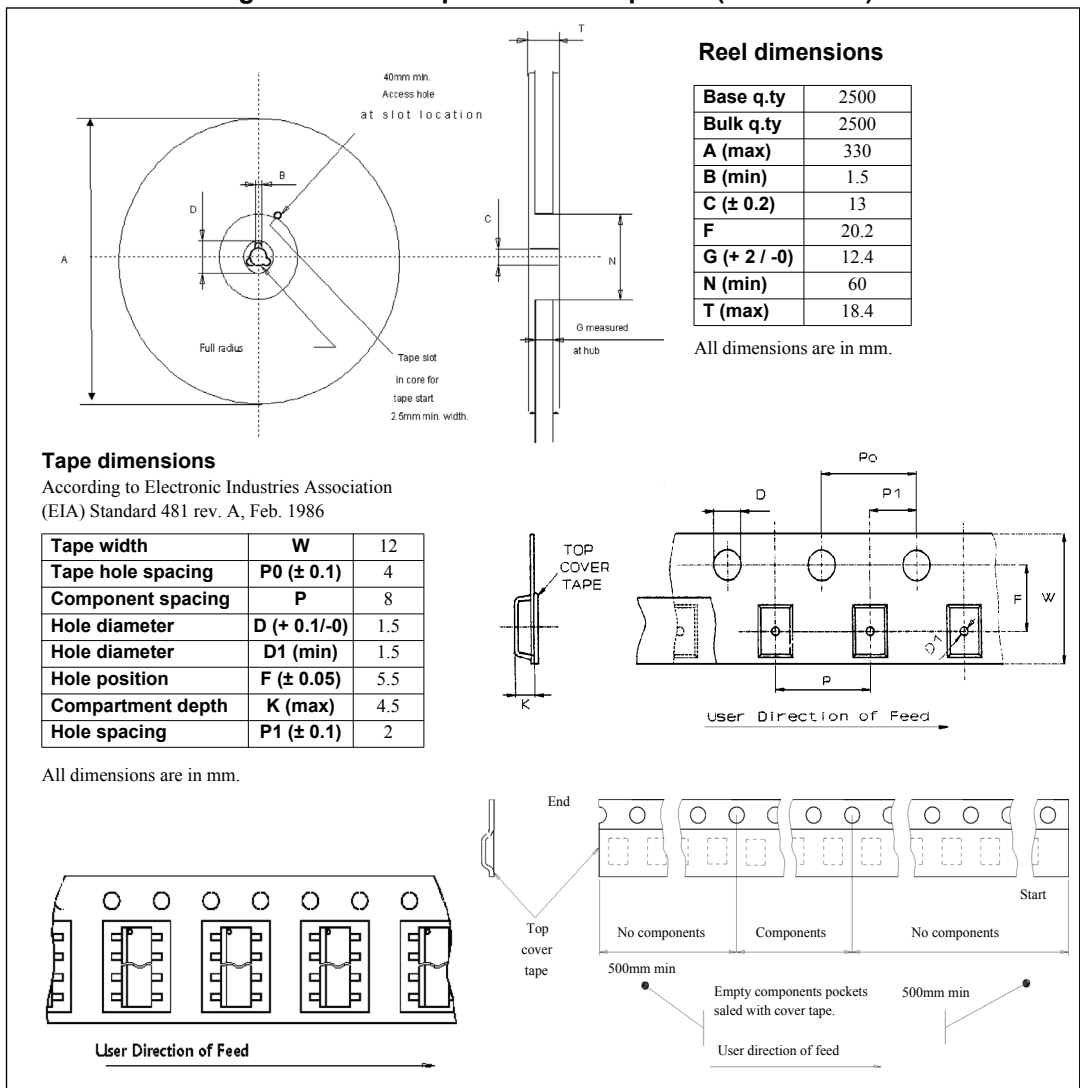 T
Reel dimensions
40mm min.
Access hole
at slot location
Base q.ty 2500
Bulk q.ty 2500
A (max) 330
B (min) 1.5
C (± 0.2) 13
F 20.2
G (+ 2 / -0) 12.4
N (min) 60
T (max) 18.4
All dimensions are in mm.
B
D
C
A
N
G measured
at hub
Full radius
Tape slot
in core for
tape start
2.5mm min. width.
Tape dimensions
According to Electronic Industries Association
(EIA) Standard 481 rev. A, Feb. 1986
Tape width W 12
Tape hole spacing P0 (± 0.1) 4
Component spacing P 8
Hole diameter D (+ 0.1/-0) 1.5
Hole diameter D1 (min) 1.5
Hole position F (± 0.05) 5.5
Compartment depth K (max) 4.5
Hole spacing P1 (± 0.1) 2
All dimensions are in mm.
Po
D
P1
TOP
COVER
TAPE
F
W
D1
P
K
User Direction of Feed
End
Start
Top
cover
tape
No components
Components
No components
500mm min
Empty components pockets
saled with cover tape.
500mm min
User direction of feed
User Direction of Feed